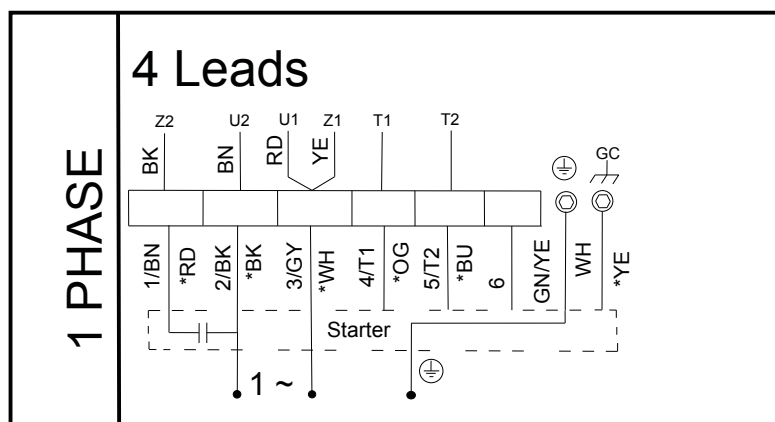 1 PHASE
4 Leads
Z2 U2 U1 Z1 T1 T2
BK BN RD YE
GC
1/BN *RD 2/BK *BK 3/GY *WH 4/T1 *OG 5/T2 *BU 6 GN/YE WH *YE
Starter
1 ~